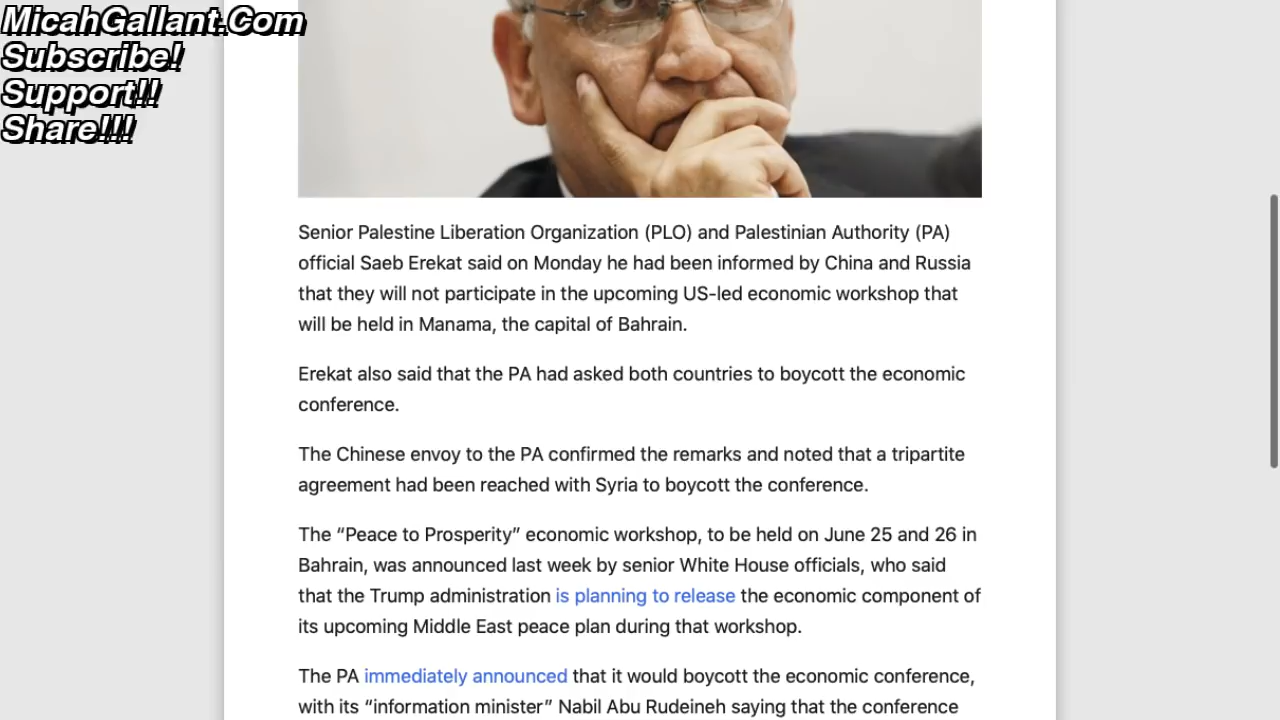 MicahGallant.Com
Subscribe!
Support!!
Share!!!
Senior Palestine Liberation Organization (PLO) and Palestinian Authority (PA)
official Saeb Erekat said on Monday he had been informed by China and Russia
that they will not participate in the upcoming US-led economic workshop that
will be held in Manama, the capital of Bahrain.
Erekat also said that the PA had asked both countries to boycott the economic
conference.
The Chinese envoy to the PA confirmed the remarks and noted that a tripartite
agreement had been reached with Syria to boycott the conference.
The “Peace to Prosperity” economic workshop, to be held on June 25 and 26 in
Bahrain, was announced last week by senior White House officials, who said
that the Trump administration is planning to release the economic component of
its upcoming Middle East peace plan during that workshop.
The PA immediately announced that it would boycott the economic conference,
with its “information minister” Nabil Abu Rudeineh saying that the conference